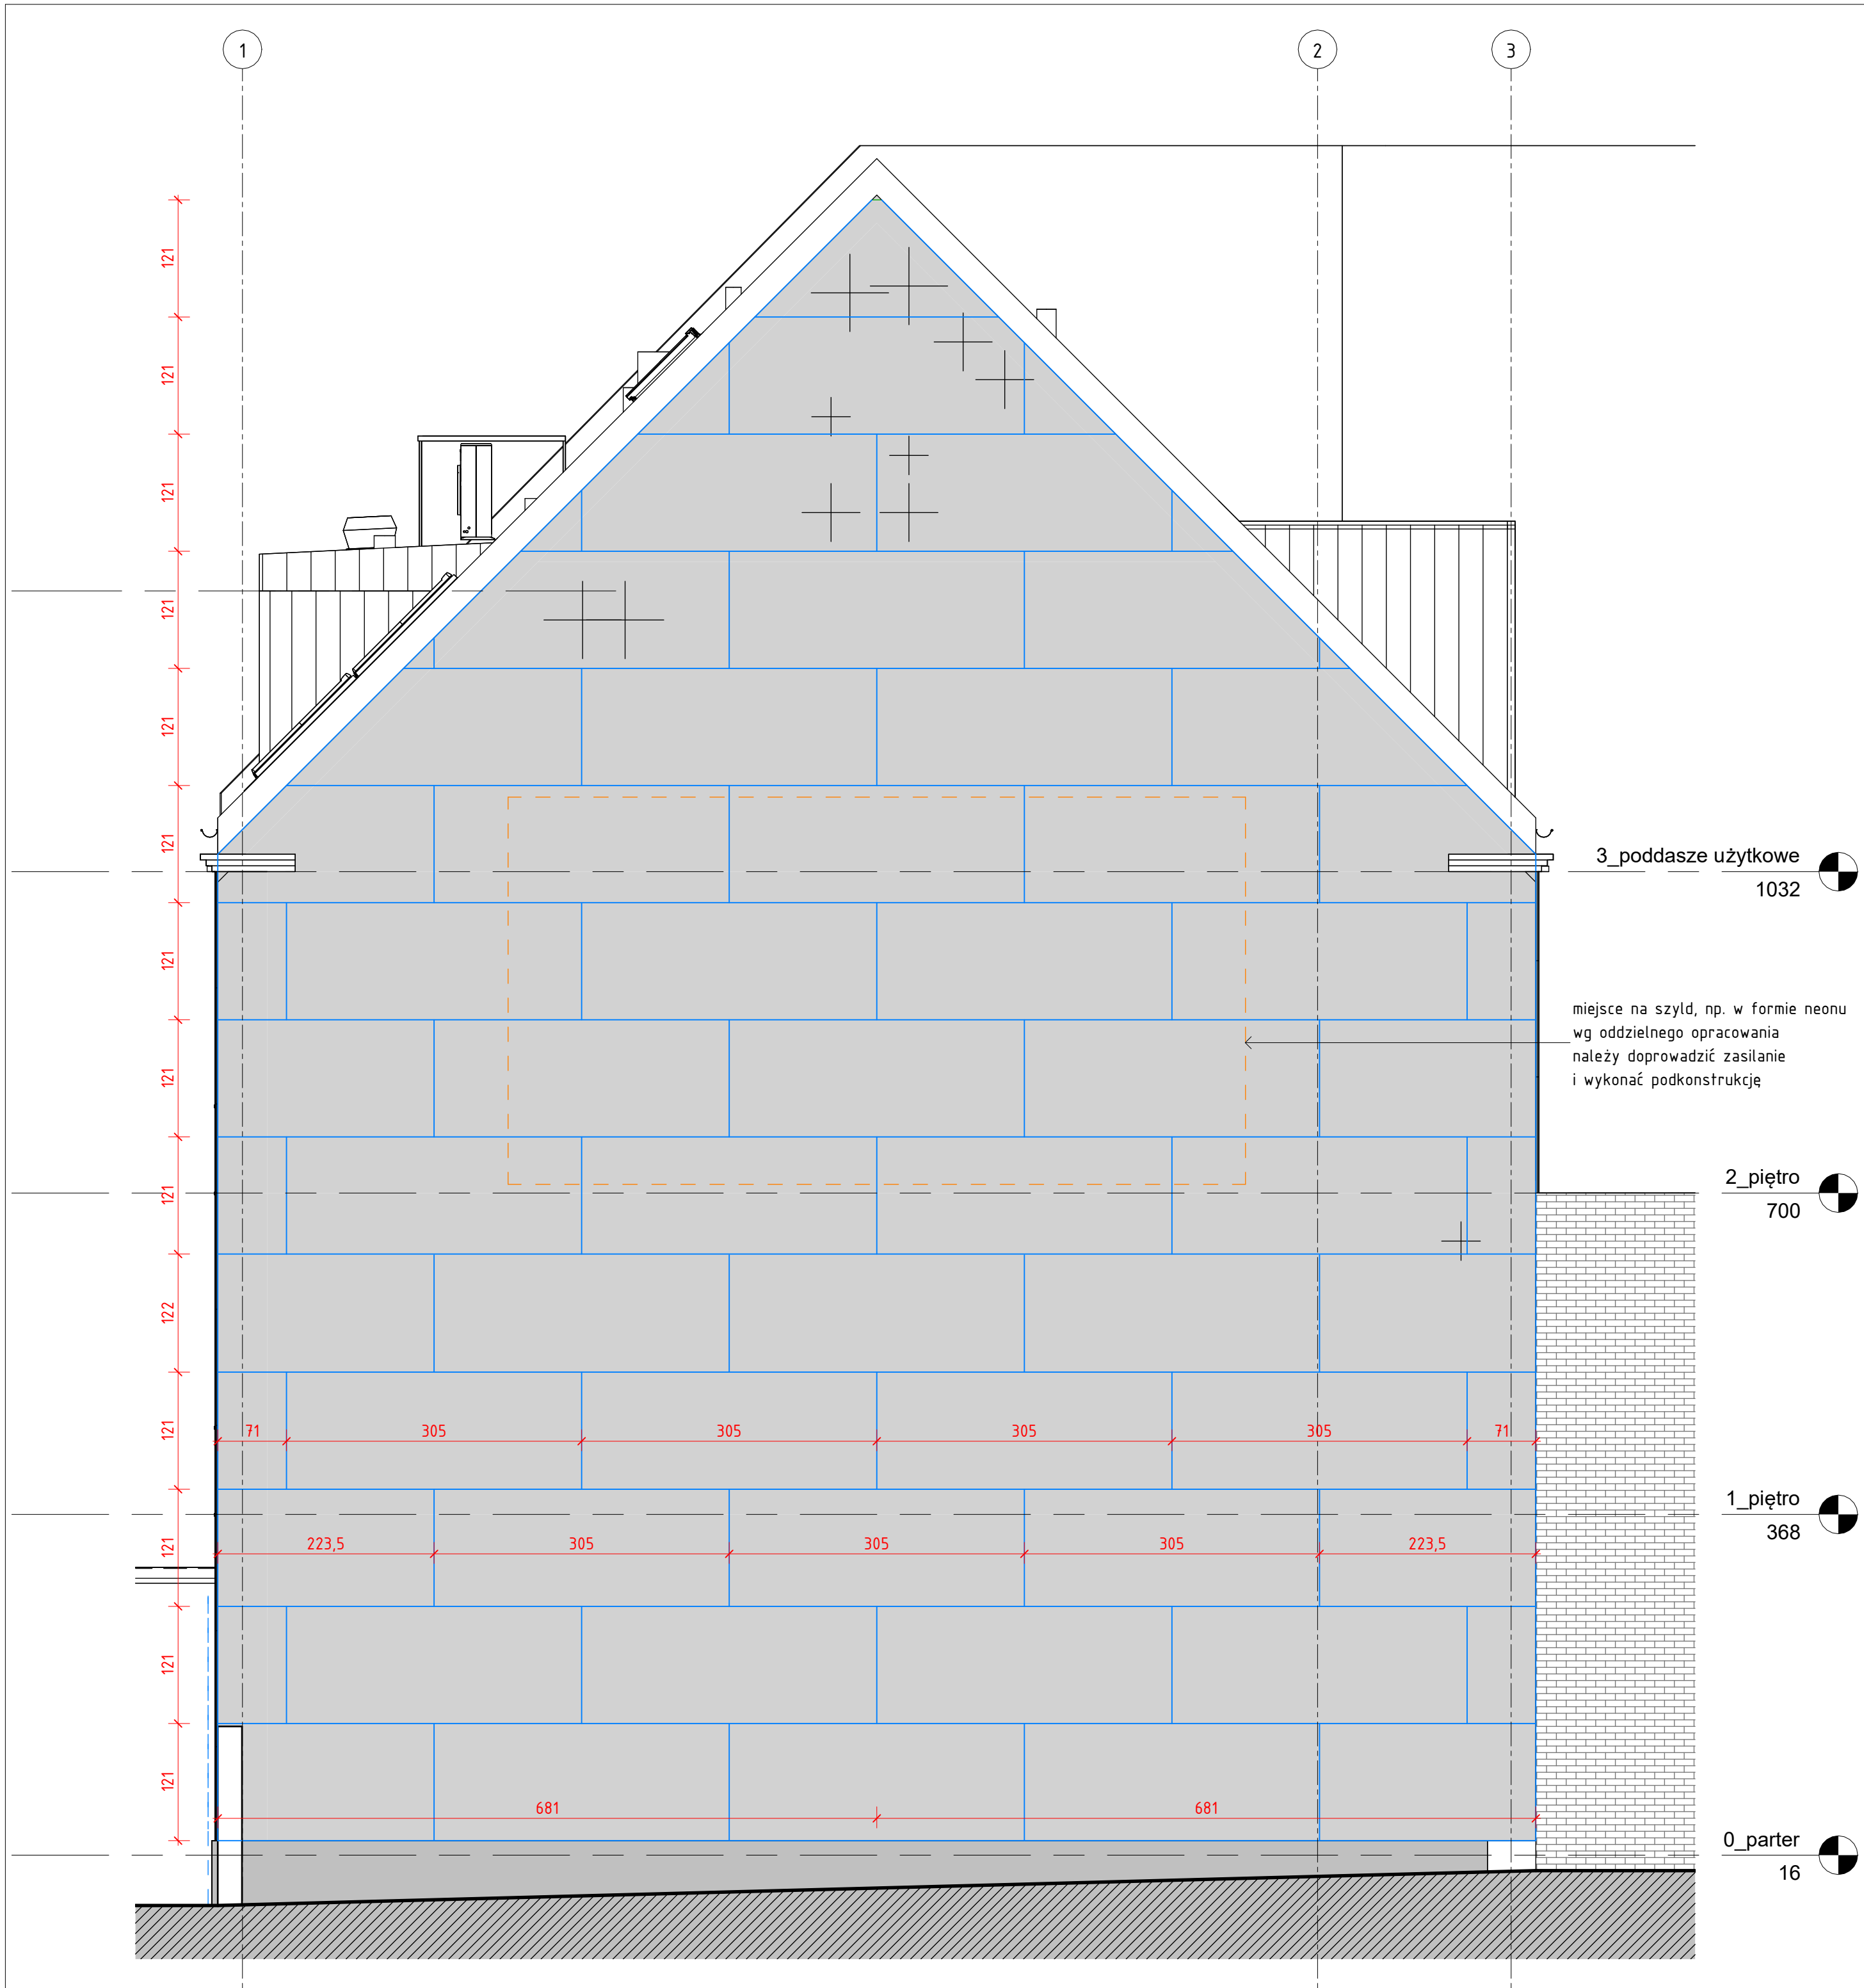 1
2
3
121
121
121
121
121
121
3_poddasze użytkowe
1032
121
miejsce na szyld, np. w formie neonu
wg oddzielnego opracowania
należy doprowadzić zasilanie
i wykonać podkonstrukcję
121
2_piętro
700
121
122
121
71 305 305 305 305 71
1_piętro
368
121
223,5 305 305 305 223,5
121
121
681 681
0_parter
16